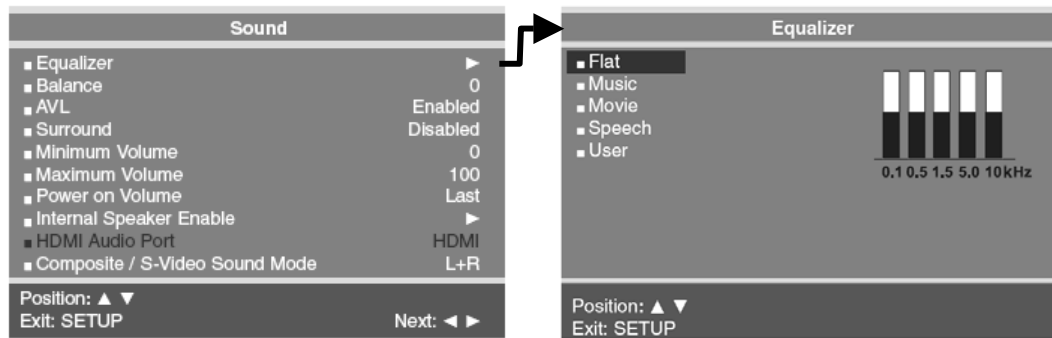 Sound
■ Equalizer ►
■ Balance 0
■ AVL Enabled
■ Surround Disabled
■ Minimum Volume 0
■ Maximum Volume 100
■ Power on Volume Last
■ Internal Speaker Enable ►
■ HDMI Audio Port HDMI
■ Composite / S-Video Sound Mode L+R
Position: ▲ ▼
Exit: SETUP Next: ◄ ►
Equalizer
■ Flat
■ Music
■ Movie
■ Speech
■ User
0.1 0.5 1.5 5.0 10 kHz
Position: ▲ ▼
Exit: SETUP